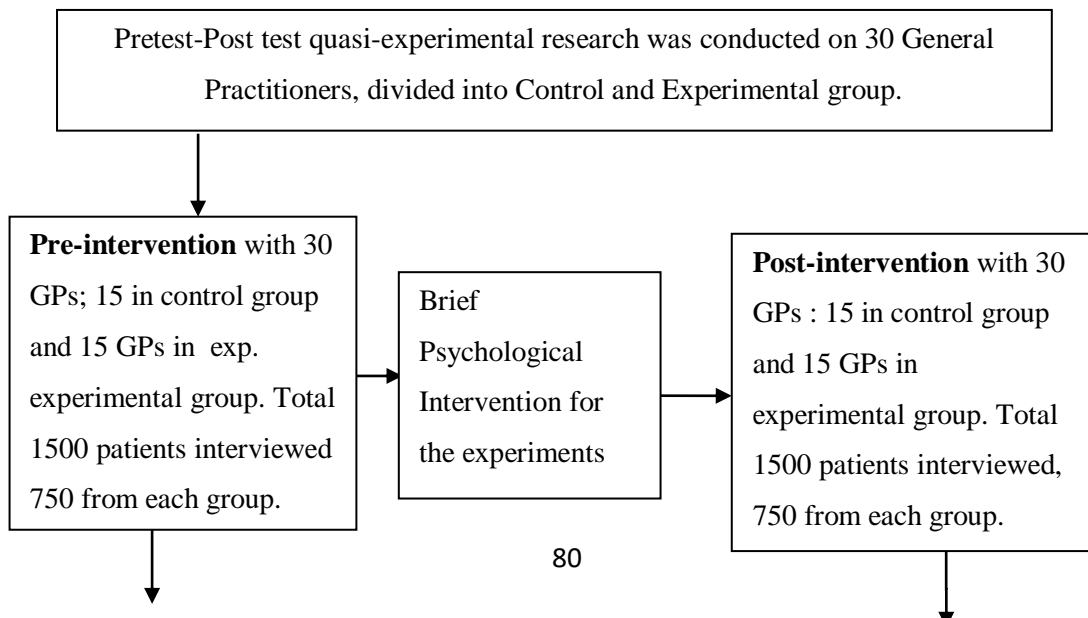 Pretest-Post test quasi-experimental research was conducted on 30 General
Practitioners, divided into Control and Experimental group.
Pre-intervention with 30
GPs; 15 in control group
and 15 GPs in exp.
experimental group. Total
1500 patients interviewed
750 from each group.
Brief
Psychological
Intervention for
the experiments
Post-intervention with 30
GPs : 15 in control group
and 15 GPs in
experimental group. Total
1500 patients interviewed,
750 from each group.
80